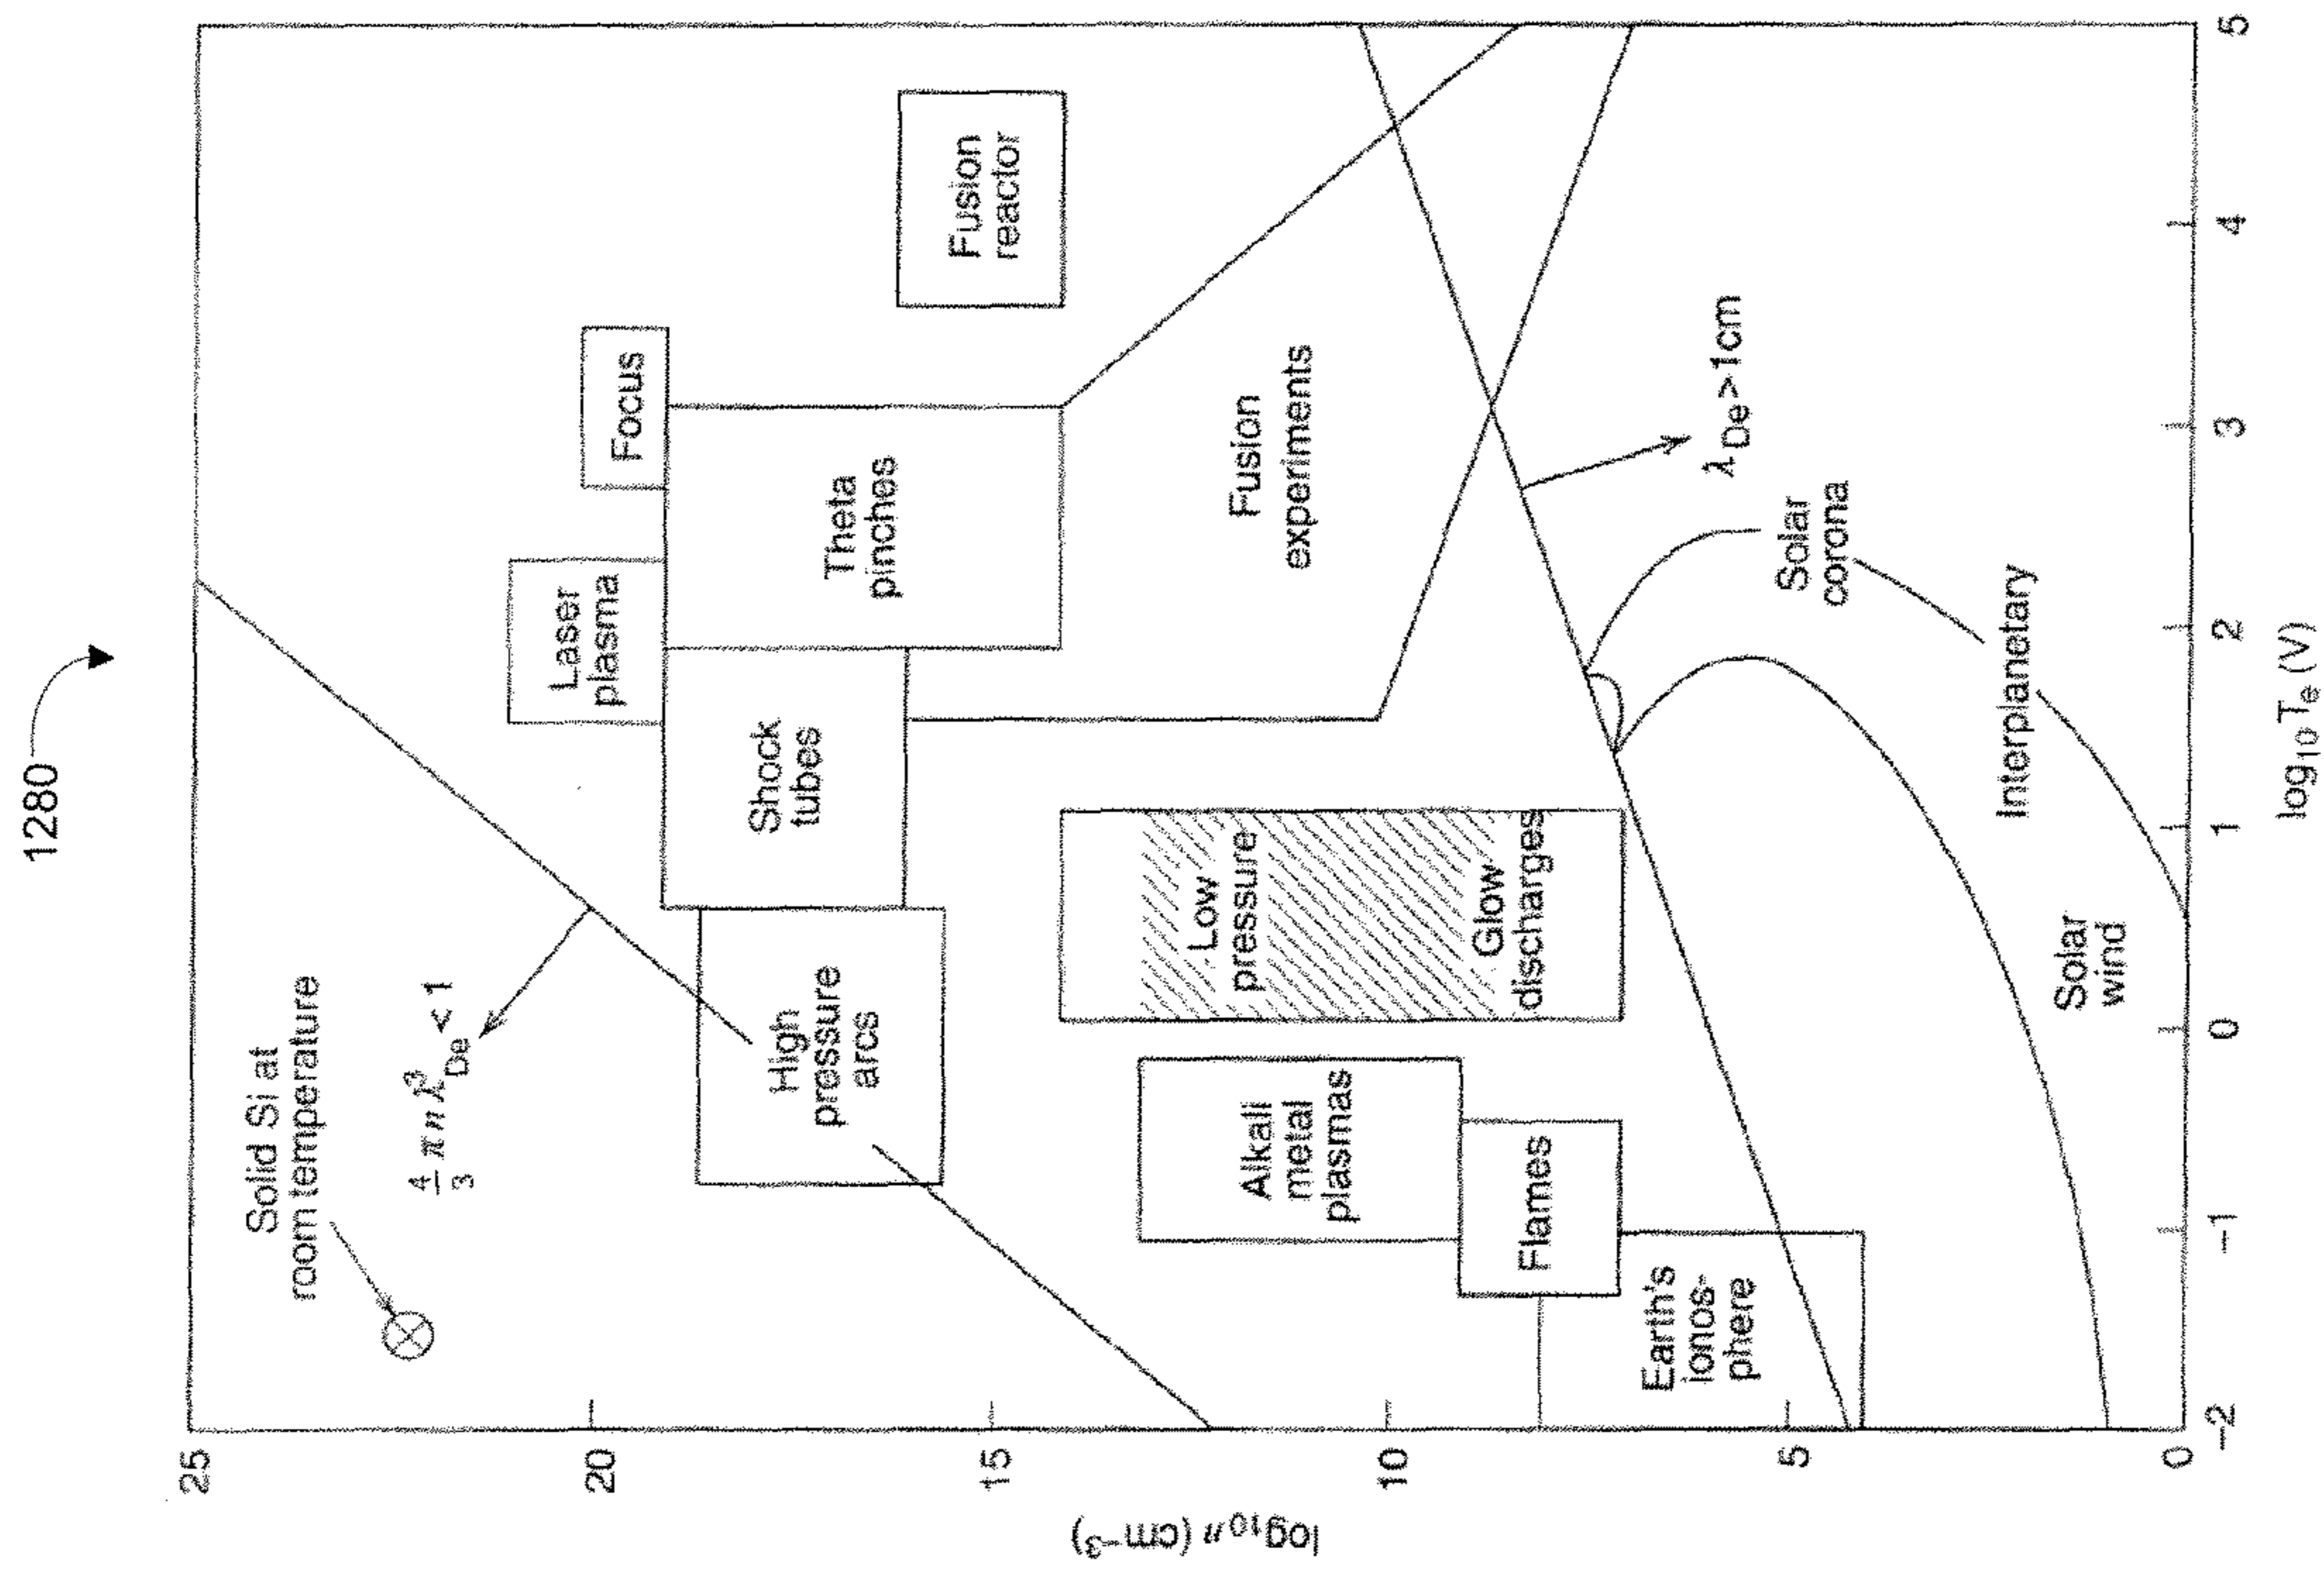 1280
25
20
15
10
5
0
log₁₀ n (cm⁻³)
Solid Si at
room temperature
4/3 π n λ³De < 1
Laser
plasma
Focus
High
pressure
arcs
Shock
tubes
Theta
pinches
Fusion
reactor
Alkali
metal
plasmas
Low
pressure
Fusion
experiments
Flames
Glow
discharges
Earth's
ionos-
phere
λDe > 1cm
Solar
corona
Interplanetary
Solar
wind
-2
-1
0
1
2
3
4
5
log₁₀ Te (V)